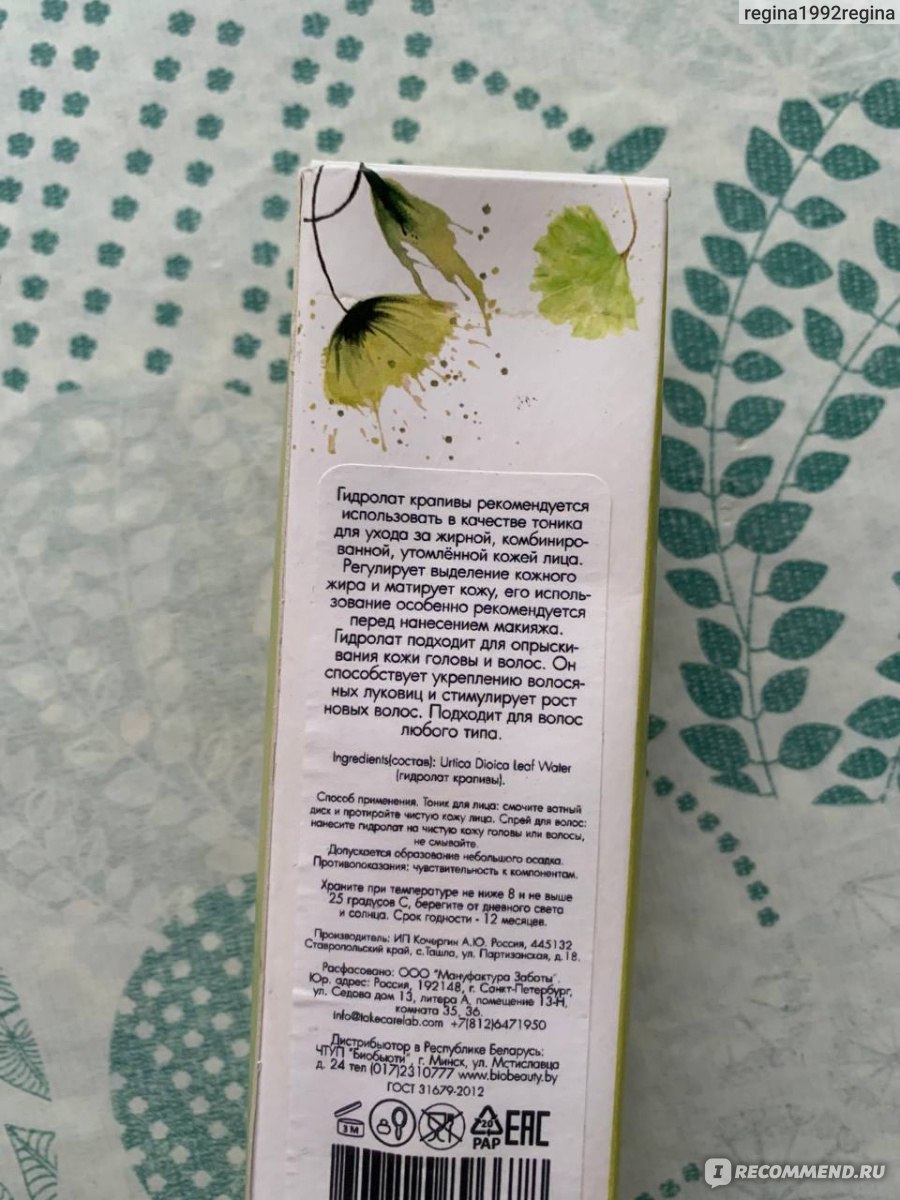 regina1992regina
Гидролат крапивы рекомендуется
использовать в качестве тоника
для ухода за жирной, комбиниро-
ванной, утомлённой кожей лица.
Регулирует выделение кожного
жира и матирует кожу, его исполь-
зование особенно рекомендуется
перед нанесением макияжа.
Гидролат подходит для опрыски-
вания кожи головы и волос. Он
способствует укреплению волося-
ных луковиц и стимулирует рост
новых волос. Подходит для волос
любого типа.
Ingredients(состав): Urtica Dioica Leaf Water
(гидролат крапивы).
Способ применения. Тоник для лица: смочите ватный
диск и протирайте чистую кожу лица. Спрей для волос:
нанесите гидролат на чистую кожу головы или волосы,
не смывайте.
Допускается образование небольшого осадка.
Противопоказания: чувствительность к компонентам.
Храните при температуре не ниже 8 и не выше
25 градусов С, берегите от дневного света
и солнца. Срок годности - 12 месяцев.
Производитель: ИП Кочергин А.Ю. Россия, 445132
Ставропольский край, с.Ташла, ул. Партизанская, д.18.
Расфасовано: ООО "Мануфактура Заботы".
Юр. адрес: Россия, 192148, г. Санкт-Петербург,
ул. Седова дом 13, литера А, помещение 13-Н,
комната 35, 36.
info@takecarelab.com +7(812)6471950
Дистрибьютор в Республике Беларусь:
ЧТУП "Биобьюти", г. Минск, ул. Мстиславца
д. 24 тел (017)2310777 www.biobeauty.by
ГОСТ 31679-2012
3M
20
PAP
EAC
IRECOMMEND.RU